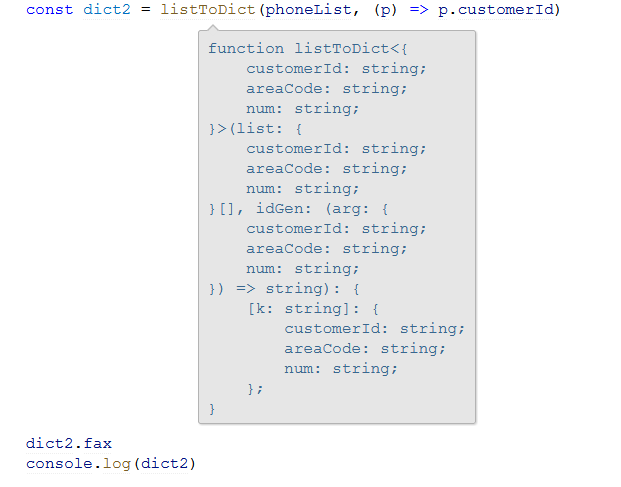 const dict2 = listToDict(phoneList, (p) => p.customerId)
function listToDict<{
    customerId: string;
    areaCode: string;
    num: string;
}>(list: {
    customerId: string;
    areaCode: string;
    num: string;
}[], idGen: (arg: {
    customerId: string;
    areaCode: string;
    num: string;
}) => string): {
    [k: string]: {
        customerId: string;
        areaCode: string;
        num: string;
    };
}
dict2.fax
console.log(dict2)